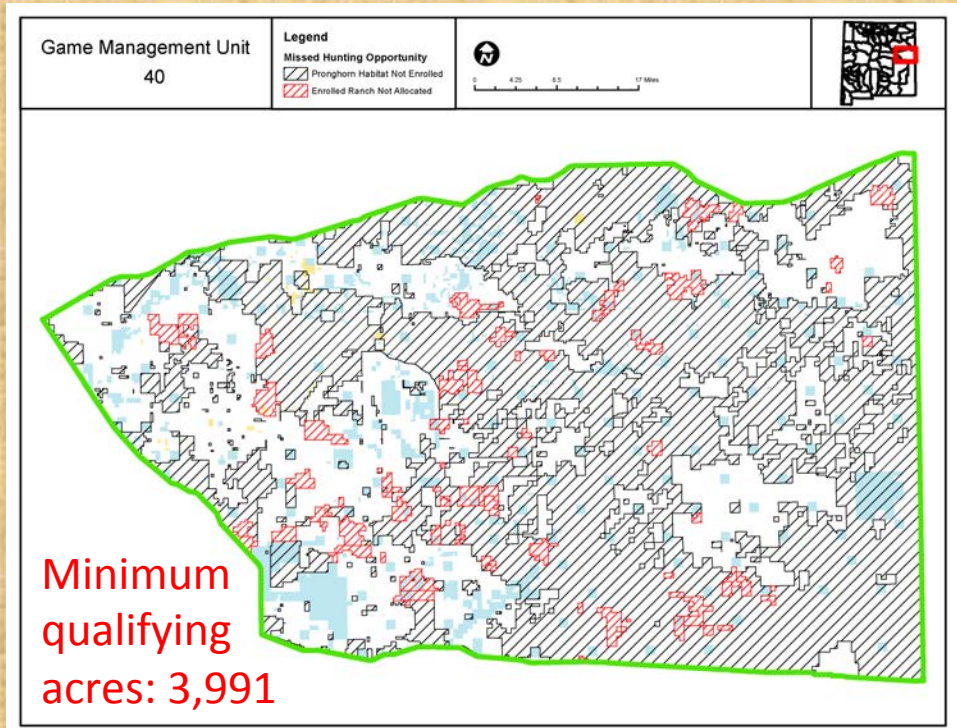 Game Management Unit
40
Legend
Missed Hunting Opportunity
Pronghorn Habitat Not Enrolled
Enrolled Ranch Not Allocated
N
0 4.25 8.5 17 Miles
Minimum
qualifying
acres: 3,991